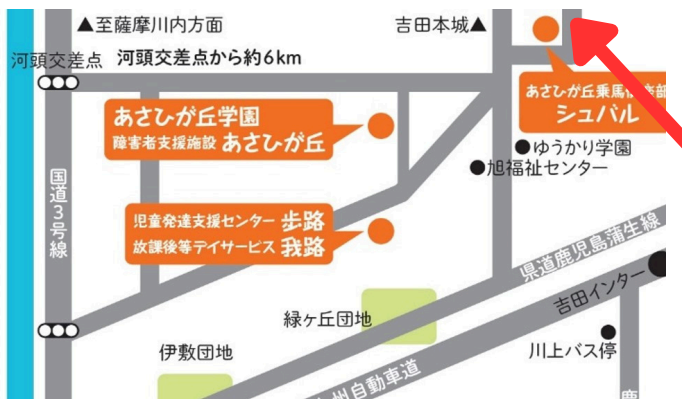 ▲至薩摩川内方面
吉田本城▲
河頭交差点
河頭交差点から約6km
あさひが丘学園
障害者支援施設 あさひが丘
あさひが丘乗馬
シュバル
●ゆうかり学園
●旭福祉センター
国道3号線
児童発達支援センター 歩路
放課後等デイサービス 我路
県道鹿児島蒲生線
吉田インター
緑ヶ丘団地
川上バス停
伊敷団地
州自動車道